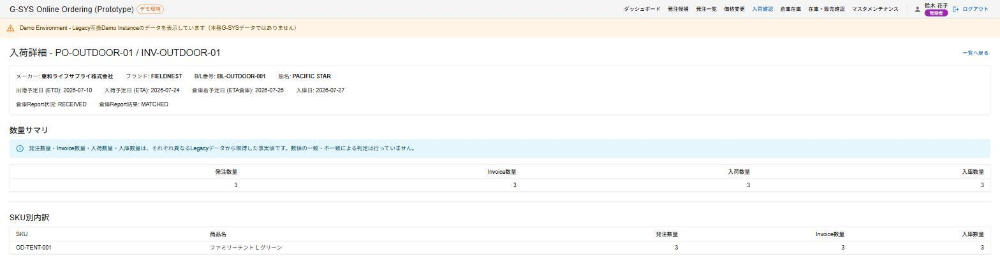 G-SYS Online Ordering (Prototype) デモ環境 ダッシュボード 発注候補 発注一覧 価格変更 入荷確認 倉庫在庫 在庫・販売確認 マスタメンテナンス 鈴木 花子 管理者 ログアウト
Demo Environment - Legacy互換Demo Instanceのデータを表示しています（本番G-SYSデータではありません）
入荷詳細 - PO-OUTDOOR-01 / INV-OUTDOOR-01 一覧へ戻る
メーカー: 東和ライフサプライ株式会社 ブランド: FIELDNEST B/L番号: BL-OUTDOOR-001 船名: PACIFIC STAR
出港予定日 (ETD): 2026-07-10 入荷予定日 (ETA): 2026-07-24 倉庫着予定日 (ETA倉庫): 2026-07-26 入庫日: 2026-07-27
倉庫Report状況: RECEIVED 倉庫Report結果: MATCHED
数量サマリ
発注数量・Invoice数量・入荷数量・入庫数量は、それぞれ異なるLegacyデータから取得した事実値です。数値の一致・不一致による判定は行っていません。
発注数量 Invoice数量 入荷数量 入庫数量
3 3 3 3
SKU別内訳
SKU 商品名 発注数量 Invoice数量 入庫数量
OD-TENT-001 ファミリーテント L グリーン 3 3 3